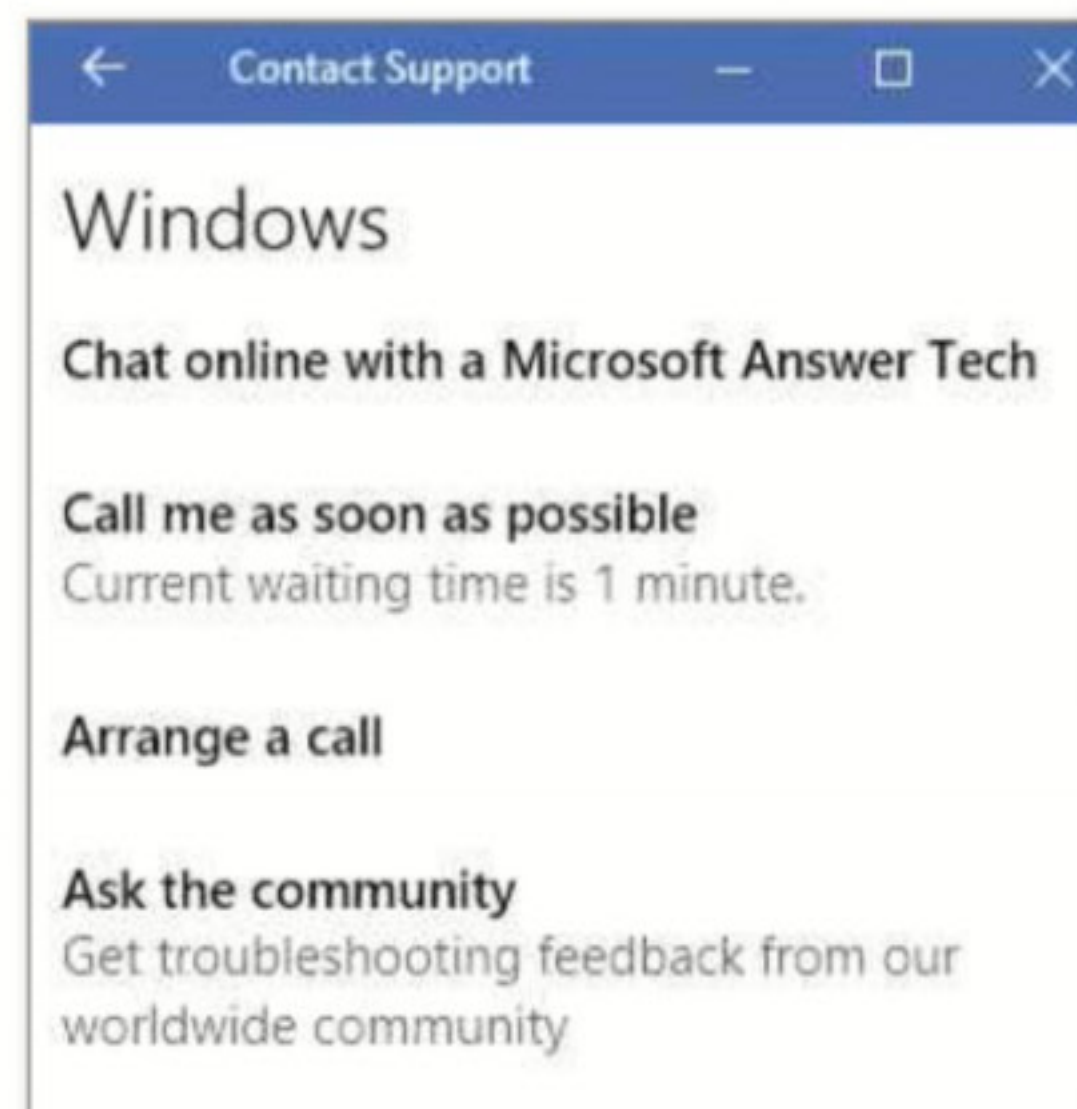 Contact Support
Windows
Chat online with a Microsoft Answer Tech
Call me as soon as possible
Current waiting time is 1 minute.
Arrange a call
Ask the community
Get troubleshooting feedback from our
worldwide community